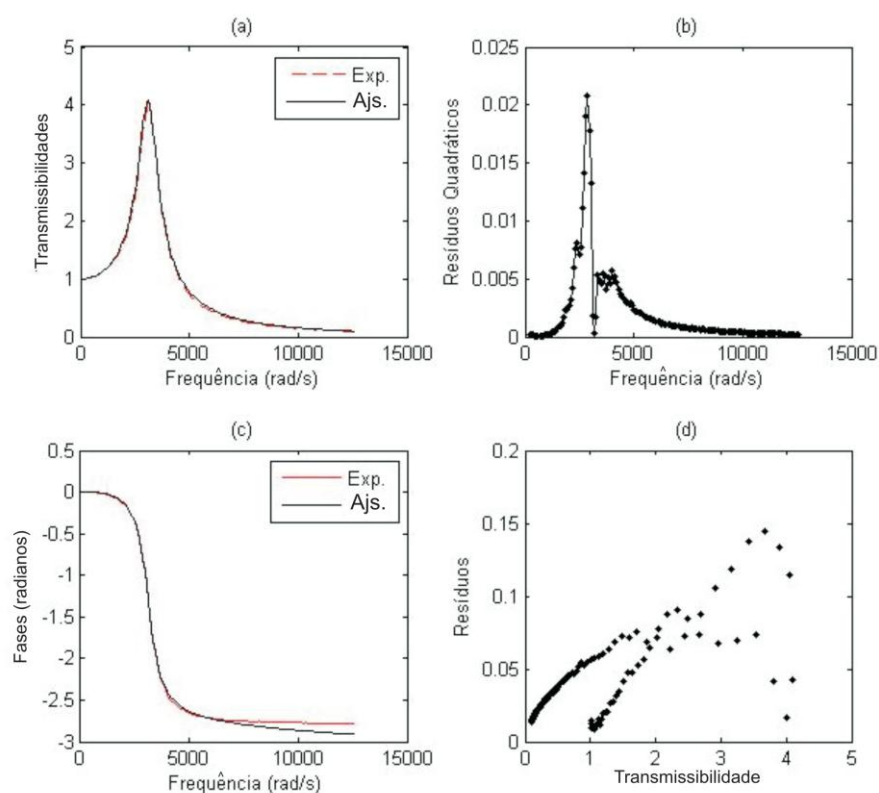 (a)
Transmissibilidades
5
4
3
2
1
0
0 5000 10000 15000
Frequência (rad/s)
Exp.
Ajs.
(b)
Resíduos Quadráticos
0.025
0.02
0.015
0.01
0.005
0
0 5000 10000 15000
Frequência (rad/s)
(c)
Fases (radianos)
0.5
0
-0.5
-1
-1.5
-2
-2.5
-3
0 5000 10000 15000
Frequência (rad/s)
Exp.
Ajs.
(d)
Resíduos
0.2
0.15
0.1
0.05
0
0 1 2 3 4 5
Transmissibilidade